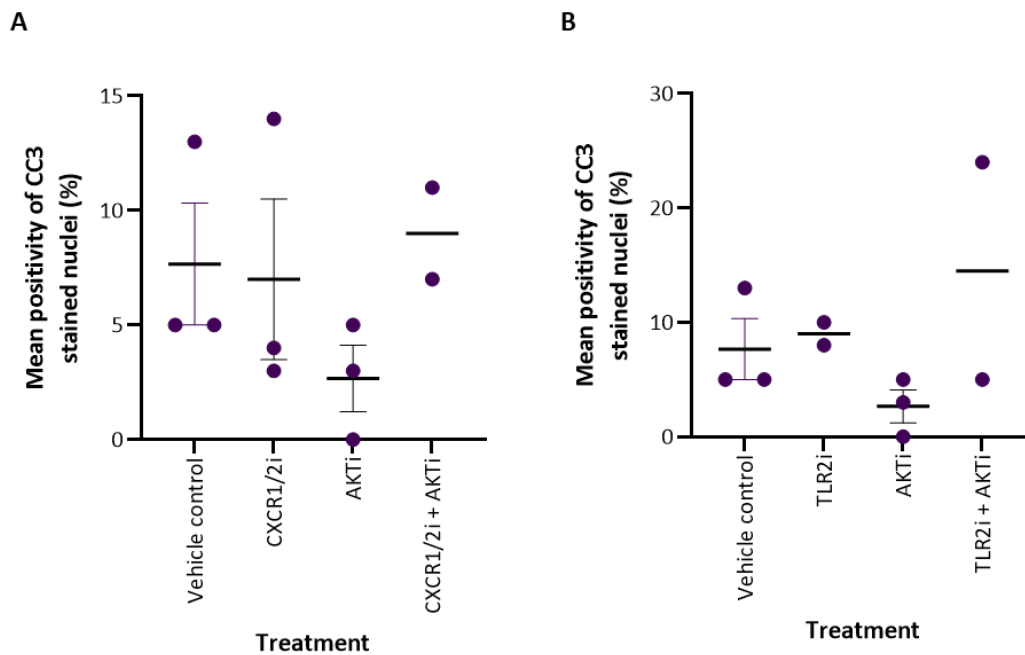 A
Mean positivity of CC3
stained nuclei (%)
15
10
5
0
Vehicle control
CXCR1/2i
AKTi
CXCR1/2i + AKTi
Treatment
B
Mean positivity of CC3
stained nuclei (%)
30
20
10
0
Vehicle control
TLR2i
AKTi
TLR2i + AKTi
Treatment